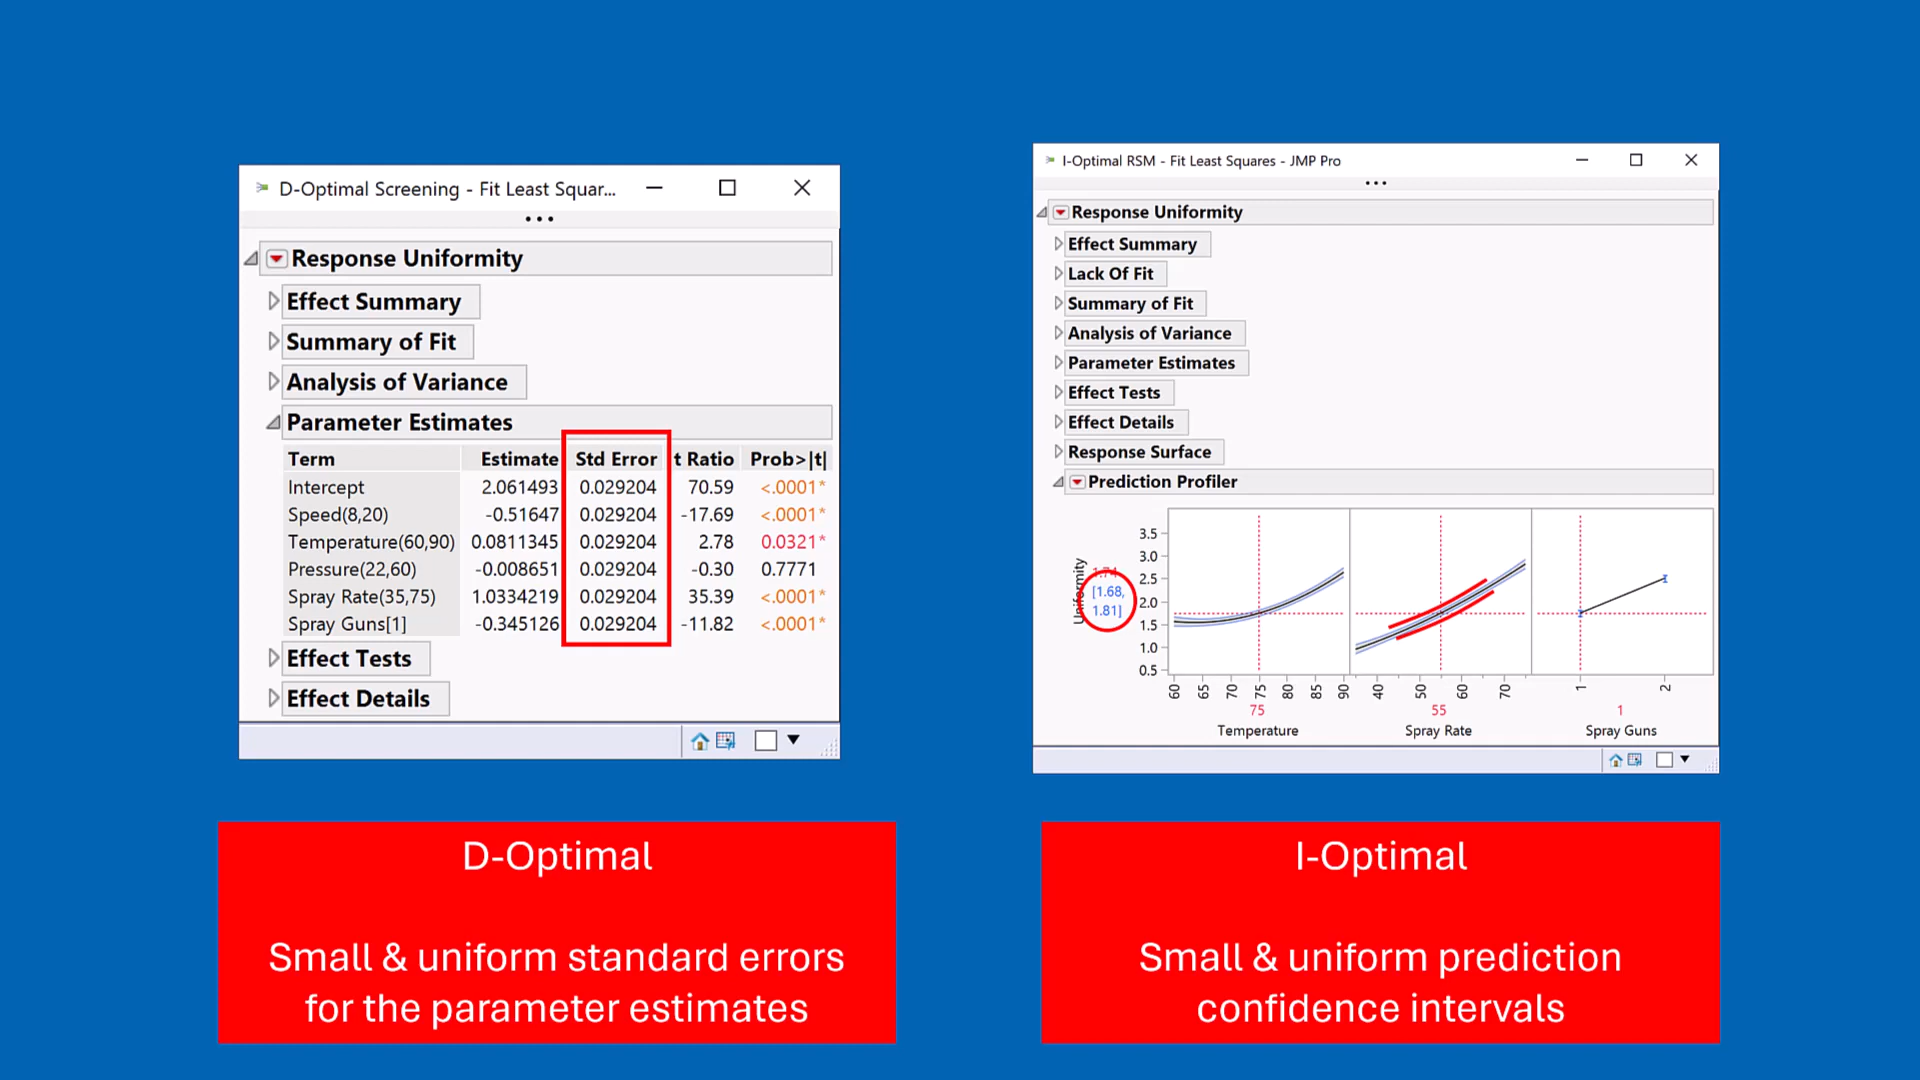 D-Optimal Screening - Fit Least Squar...
Response Uniformity
Effect Summary
Summary of Fit
Analysis of Variance
Parameter Estimates
Term Estimate Std Error t Ratio Prob>|t|
Intercept 2.061493 0.029204 70.59 <.0001*
Speed(8,20) -0.51647 0.029204 -17.69 <.0001*
Temperature(60,90) 0.0811345 0.029204 2.78 0.0321*
Pressure(22,60) -0.008651 0.029204 -0.30 0.7771
Spray Rate(35,75) 1.0334219 0.029204 35.39 <.0001*
Spray Guns[1] -0.345126 0.029204 -11.82 <.0001*
Effect Tests
Effect Details
I-Optimal RSM - Fit Least Squares - JMP Pro
Response Uniformity
Effect Summary
Lack Of Fit
Summary of Fit
Analysis of Variance
Parameter Estimates
Effect Tests
Effect Details
Response Surface
Prediction Profiler
Uniformity
1.74
[1.68,
1.81]
3.5
3.0
2.5
2.0
1.5
1.0
0.5
60 65 70 75 80 85 90 40 50 60 70 1 2
75 55 1
Temperature Spray Rate Spray Guns
D-Optimal
Small & uniform standard errors
for the parameter estimates
I-Optimal
Small & uniform prediction
confidence intervals